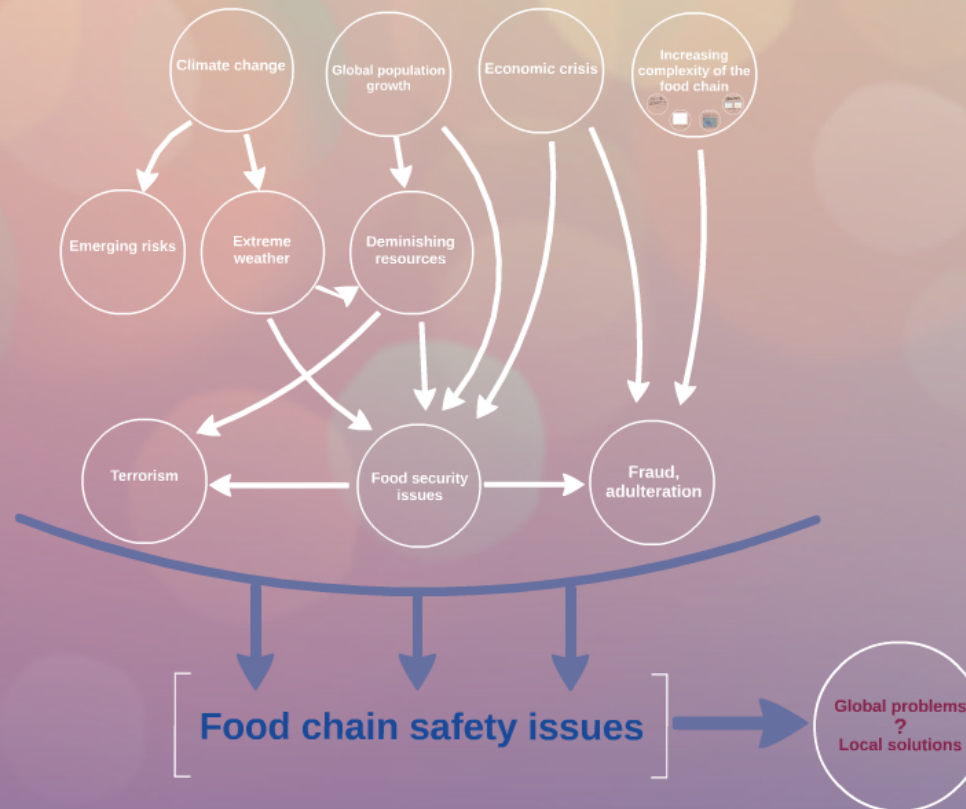 Climate change
Global population
growth
Economic crisis
Increasing
complexity of the
food chain
Emerging risks
Extreme
weather
Deminishing
resources
Terrorism
Food security
issues
Fraud,
adulteration
Food chain safety issues
Global problems
?
Local solutions